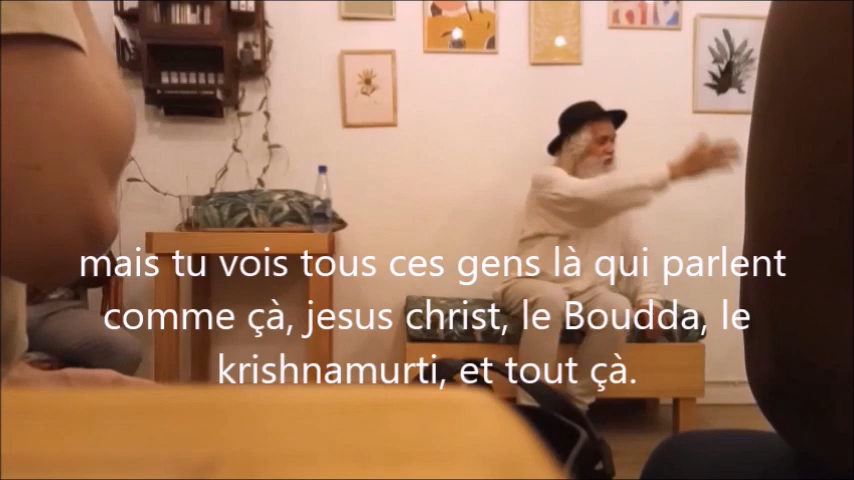 mais tu vois tous ces gens là qui parlent
comme çà, jesus christ, le Boudda, le
krishnamurti, et tout çà.